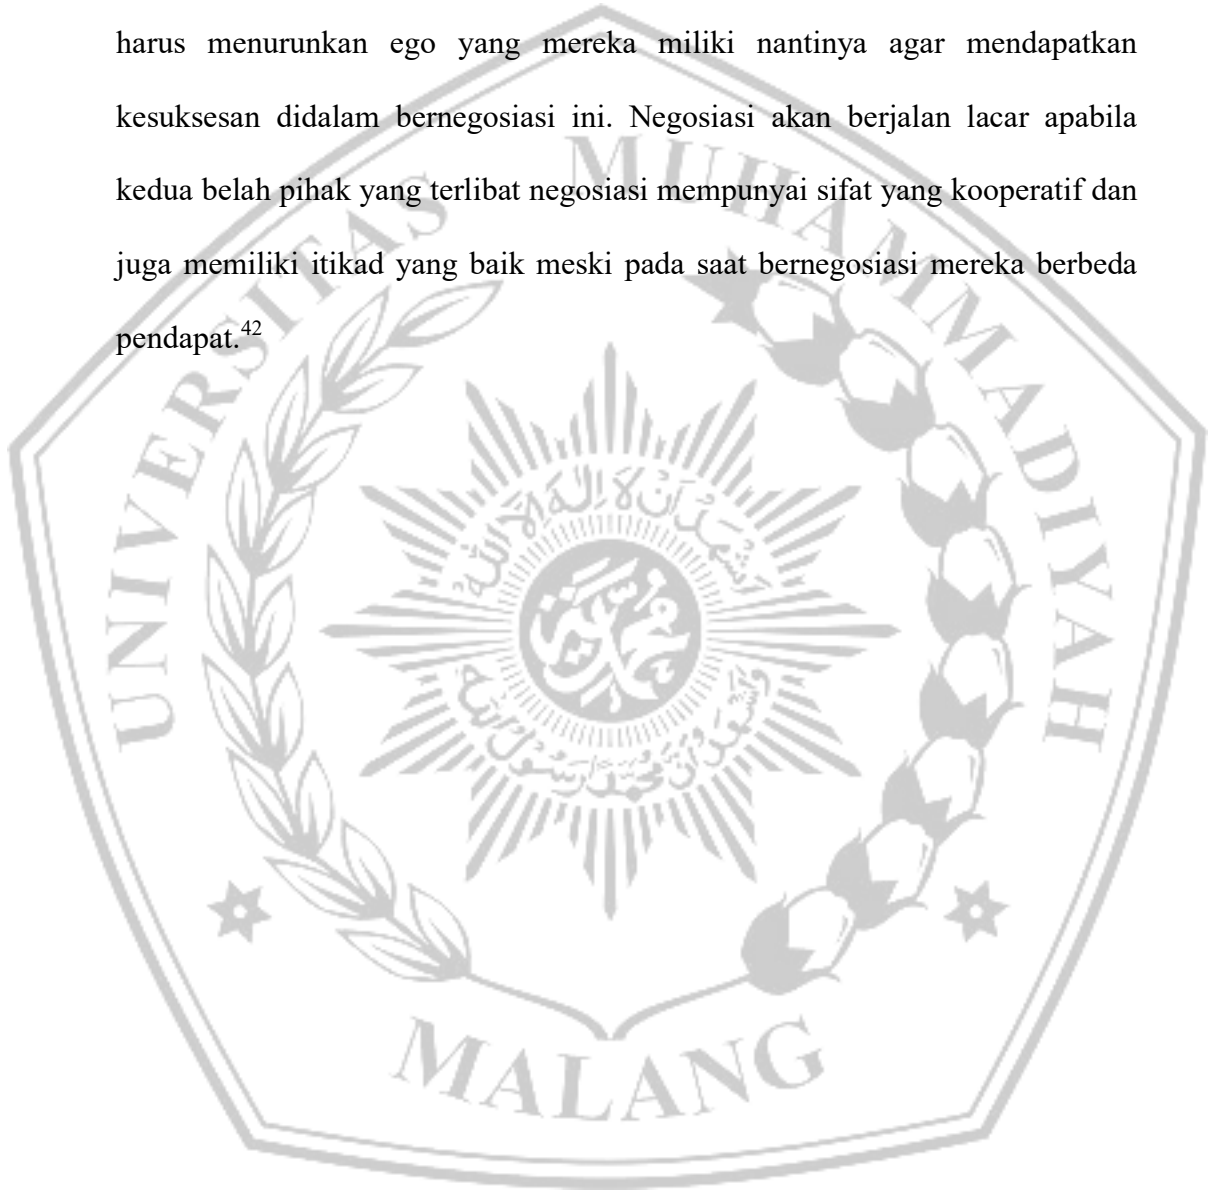 harus menurunkan ego yang mereka miliki nantinya agar mendapatkan
kesuksesan didalam bernegosiasi ini. Negosiasi akan berjalan lacar apabila
kedua belah pihak yang terlibat negosiasi mempunyai sifat yang kooperatif dan
juga memiliki itikad yang baik meski pada saat bernegosiasi mereka berbeda
pendapat.42
UNIVERSITAS MUHAMMADIYAH
MALANG